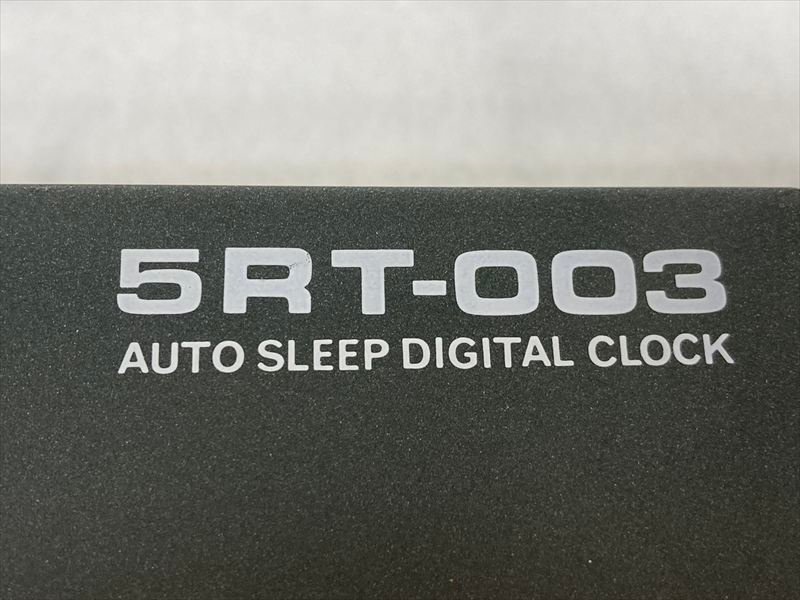 5RT-003
AUTO SLEEP DIGITAL CLOCK